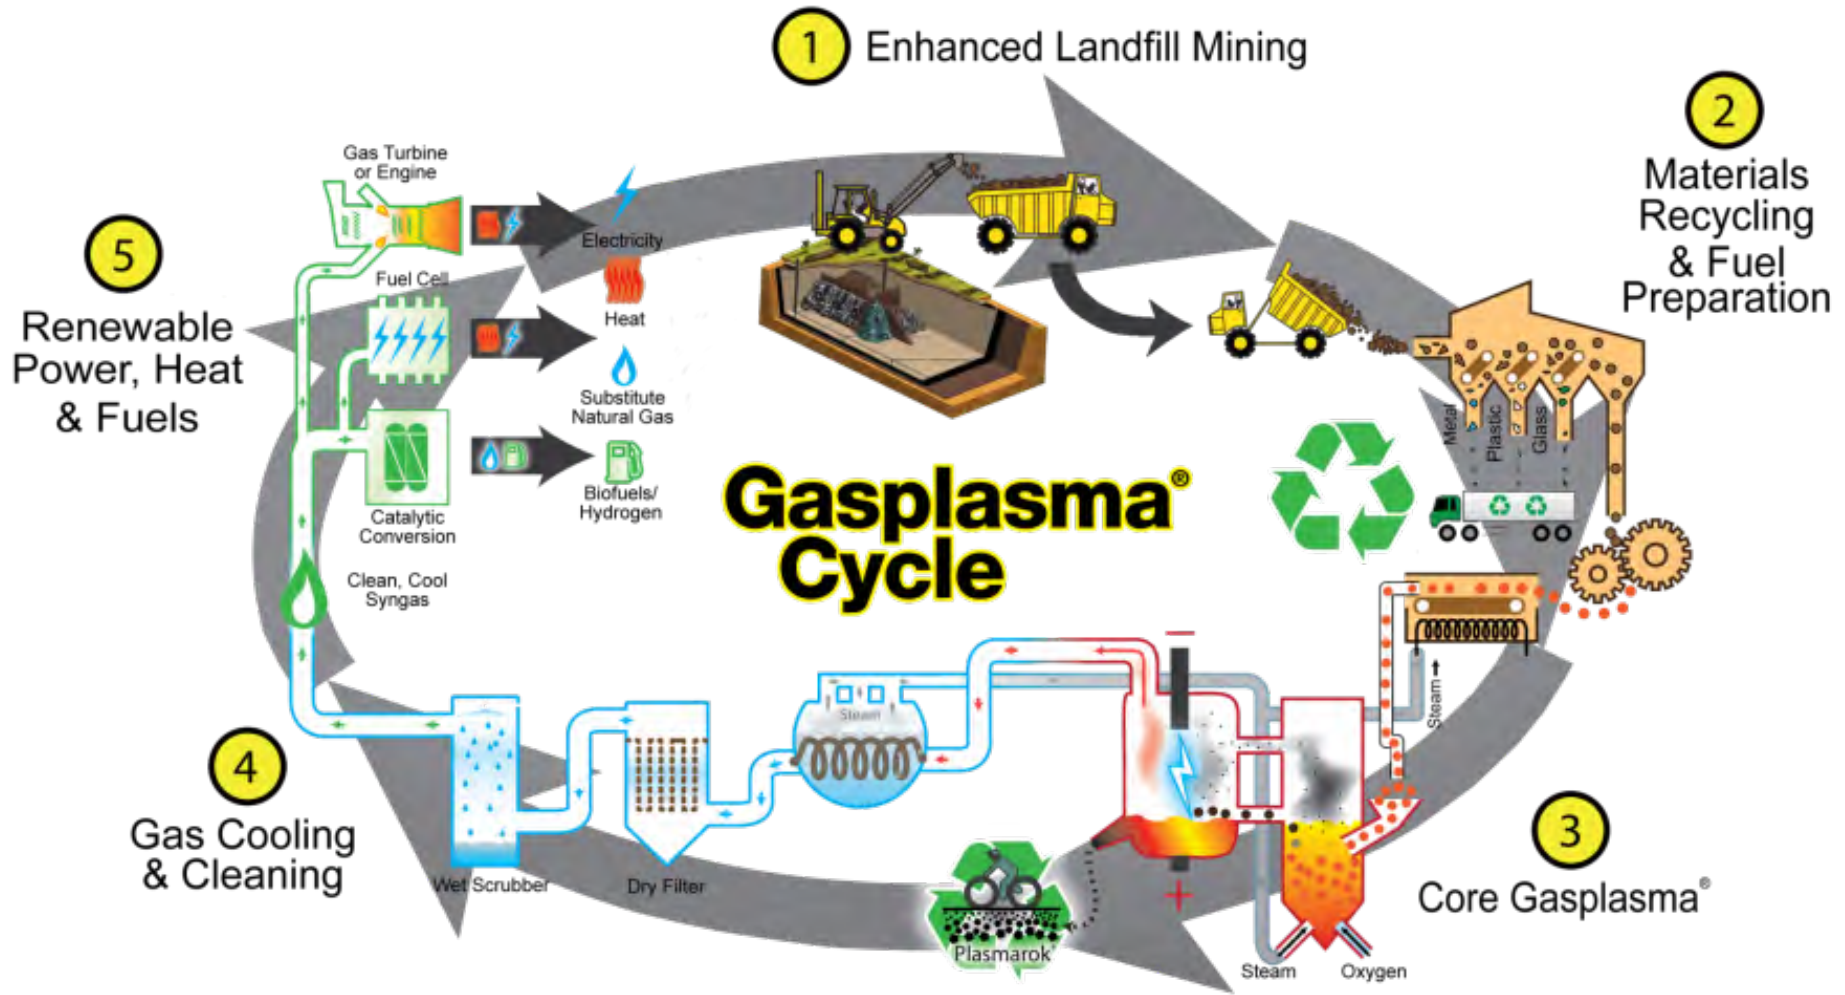 1
Enhanced Landfill Mining
2
Materials
Recycling
& Fuel
Preparation
Gas Turbine
or Engine
Electricity
5
Renewable
Power, Heat
& Fuels
Fuel Cell
Heat
Substitute
Natural Gas
Biofuels/
Hydrogen
Catalytic
Conversion
Clean, Cool
Syngas
Metal
Plastic
Glass
Gasplasma®
Cycle
Steam
Steam
4
Gas Cooling
& Cleaning
Wet Scrubber
Dry Filter
Plasmarok
3
Core Gasplasma®
Steam
Oxygen